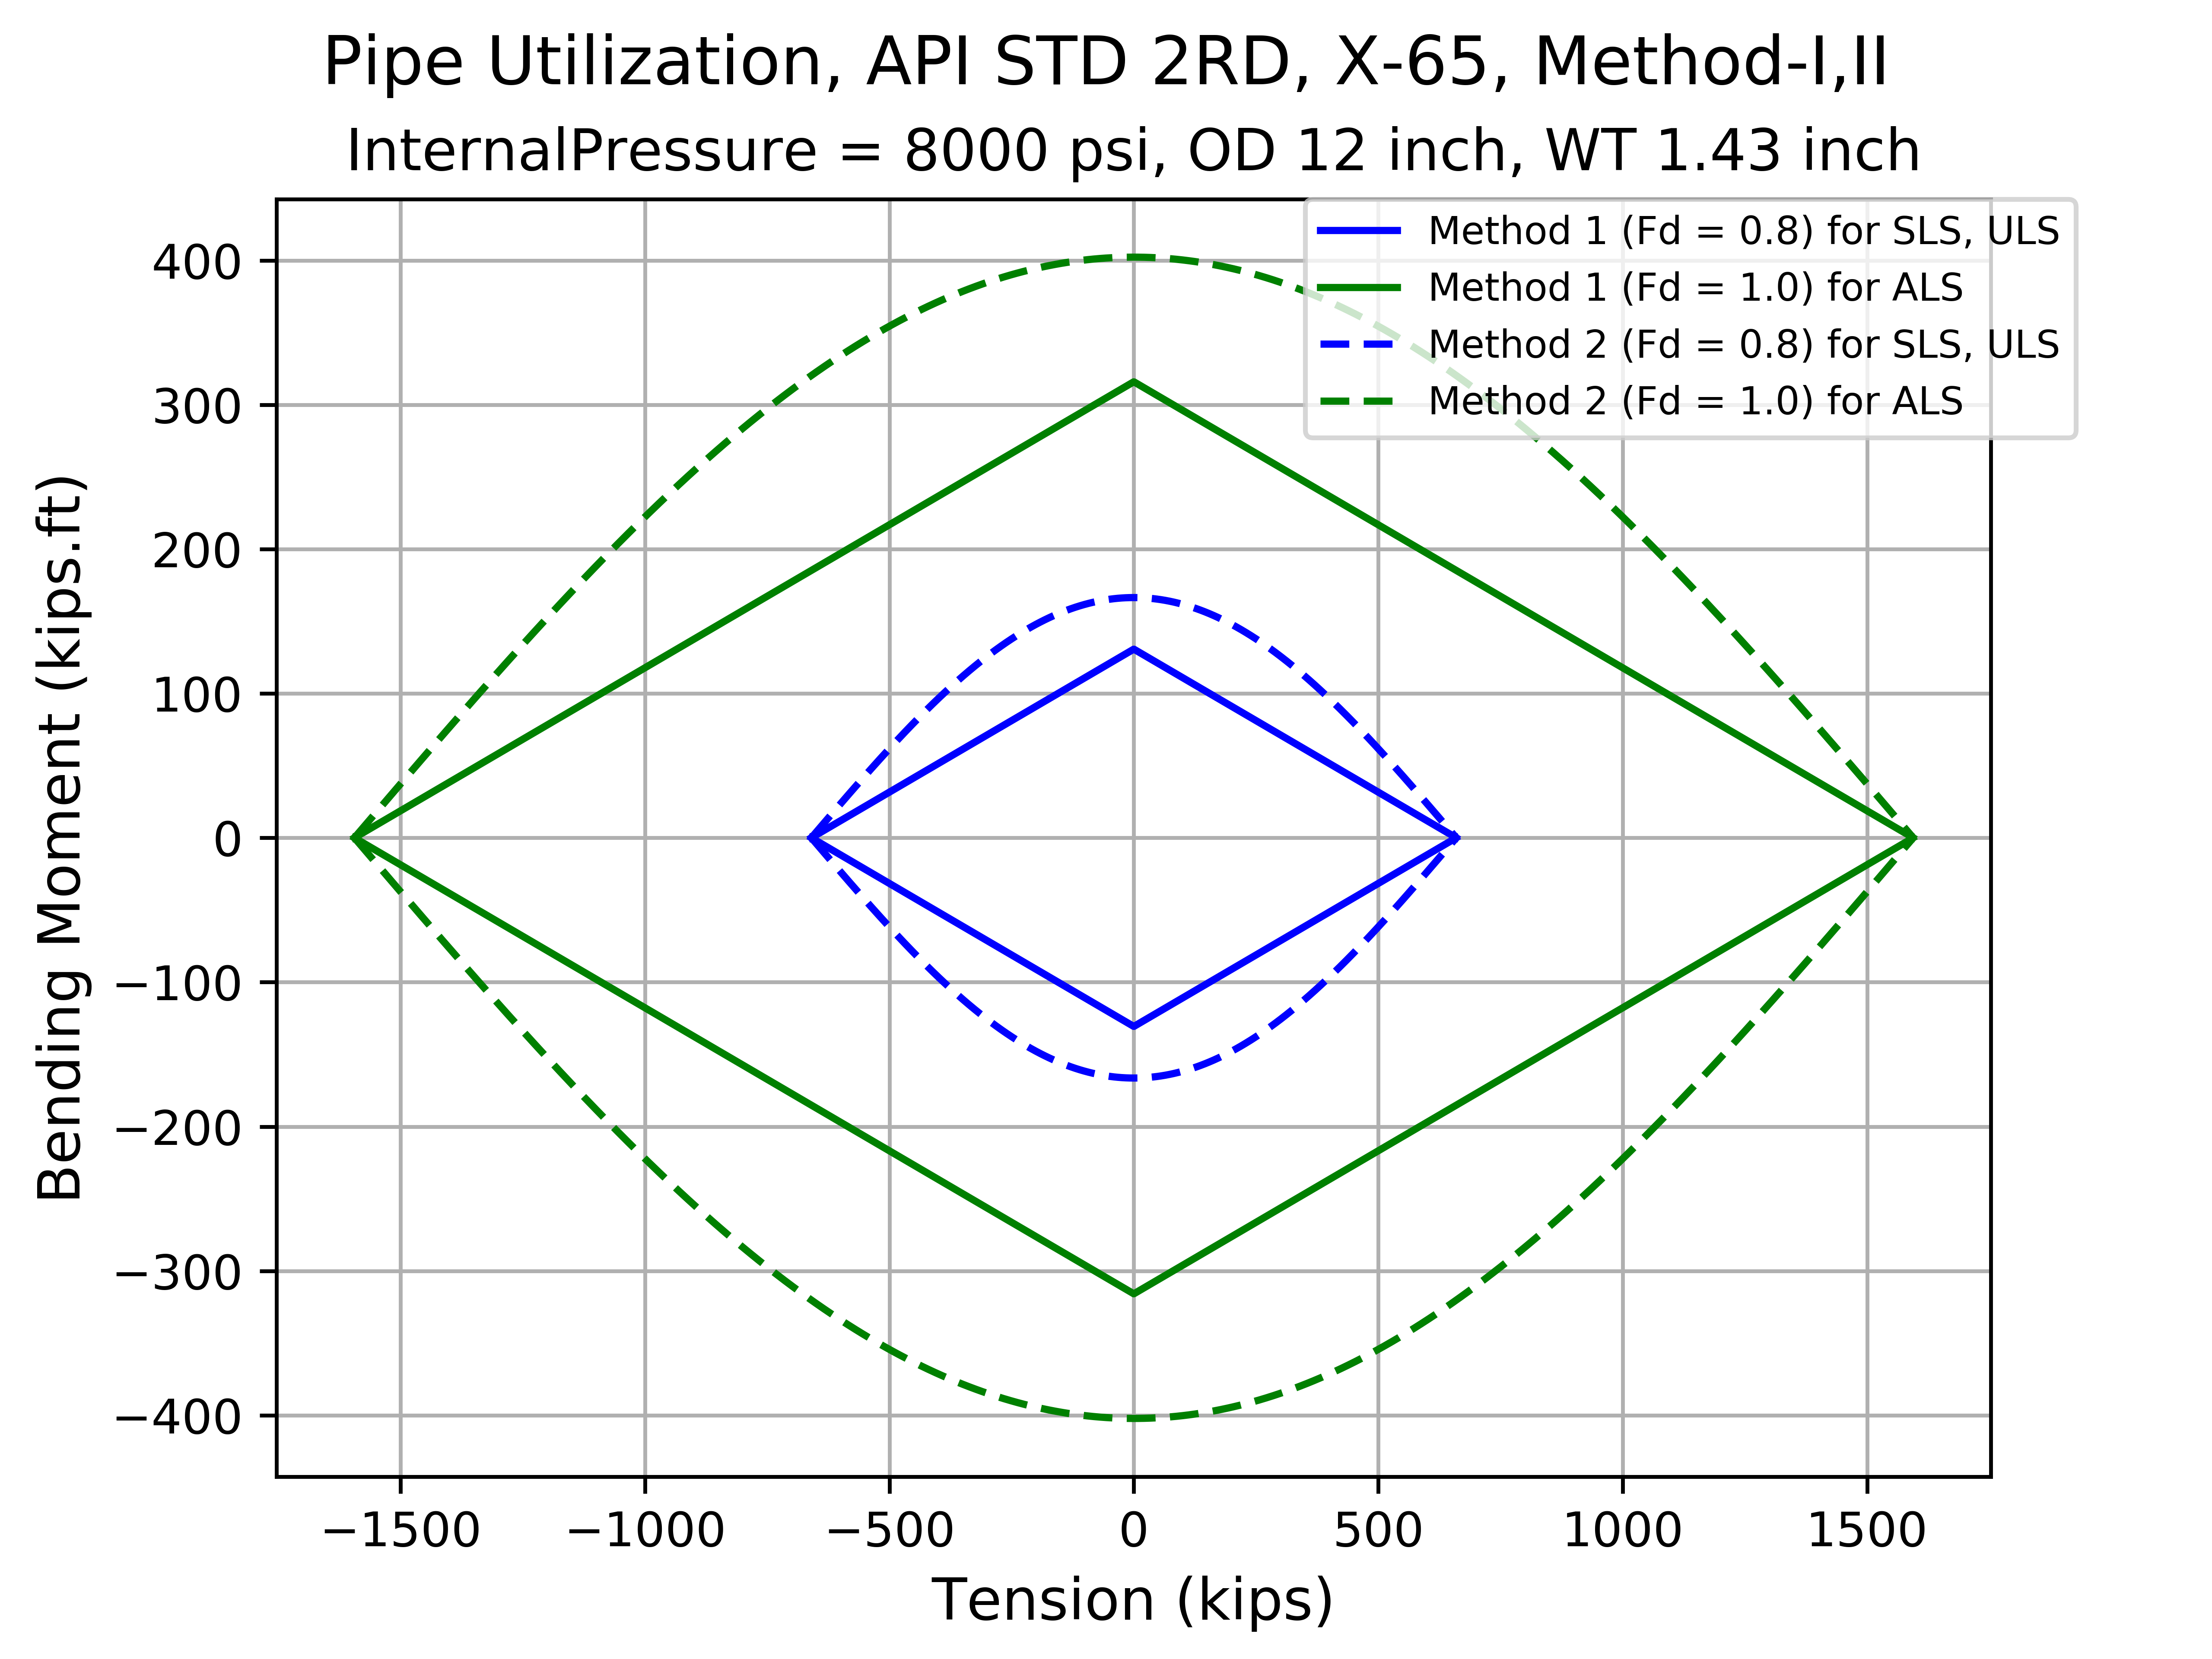 Pipe Utilization, API STD 2RD, X-65, Method-I,II
InternalPressure = 8000 psi, OD 12 inch, WT 1.43 inch
Method 1 (Fd = 0.8) for SLS, ULS
Method 1 (Fd = 1.0) for ALS
Method 2 (Fd = 0.8) for SLS, ULS
Method 2 (Fd = 1.0) for ALS
Bending Moment (kips.ft)
400
300
200
100
0
−100
−200
−300
−400
−1500 −1000 −500 0 500 1000 1500
Tension (kips)